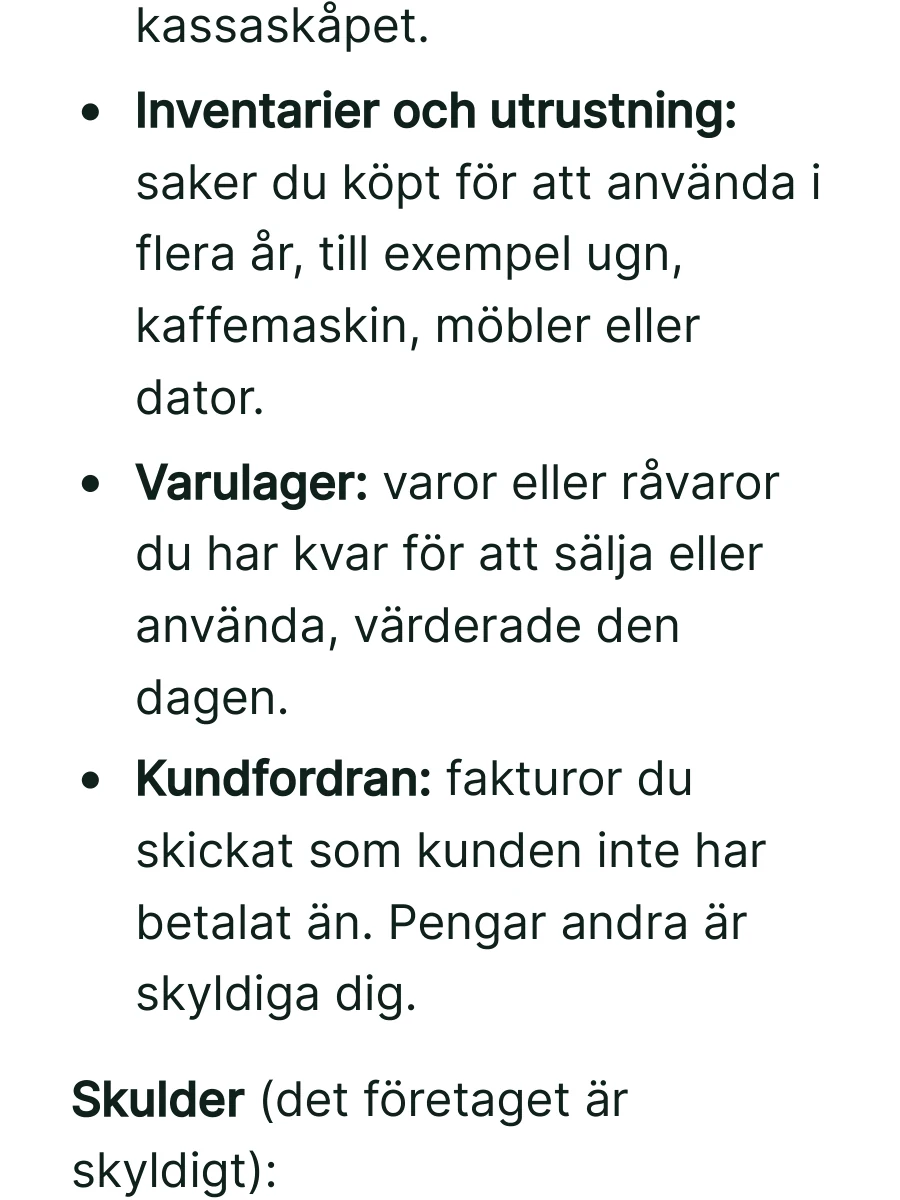 kassaskåpet.
• Inventarier och utrustning:
saker du köpt för att använda i
flera år, till exempel ugn,
kaffemaskin, möbler eller
dator.
• Varulager: varor eller råvaror
du har kvar för att sälja eller
använda, värderade den
dagen.
• Kundfordran: fakturor du
skickat som kunden inte har
betalat än. Pengar andra är
skyldiga dig.
Skulder (det företaget är
skyldigt):